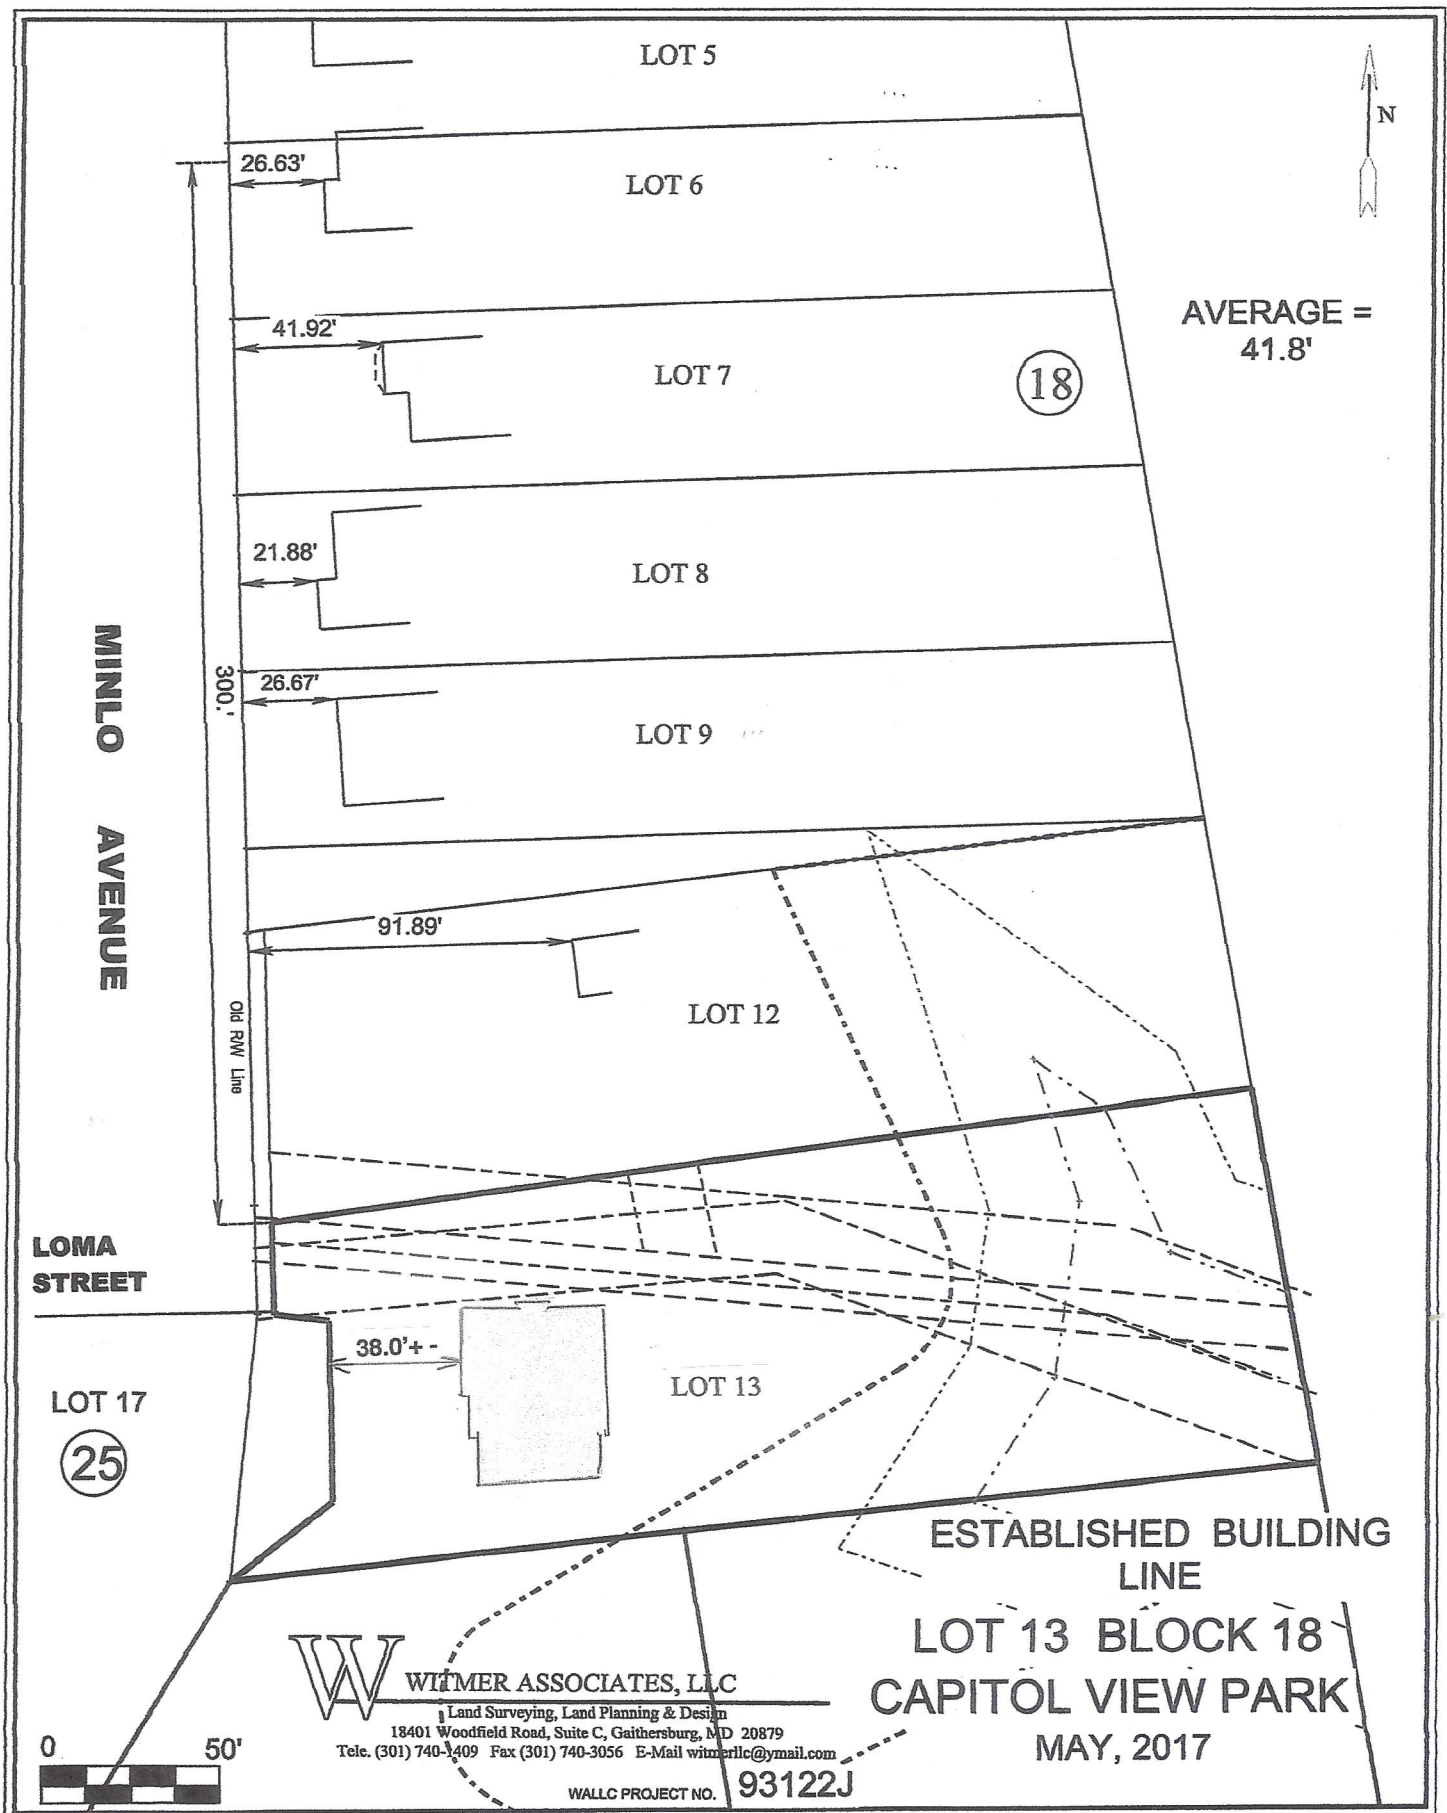 LOT 5
N
26.63'
LOT 6
AVERAGE =
41.8'
41.92'
LOT 7
18
21.88'
LOT 8
300.'
26.67'
LOT 9
MINLO AVENUE
91.89'
LOT 12
Old R/W Line
LOMA
STREET
38.0'+ -
LOT 13
LOT 17
25
ESTABLISHED BUILDING
LINE
LOT 13 BLOCK 18
CAPITOL VIEW PARK
MAY, 2017
W
WITMER ASSOCIATES, LLC
Land Surveying, Land Planning & Design
18401 Woodfield Road, Suite C, Gaithersburg, MD 20879
Tele. (301) 740-1409 Fax (301) 740-3056 E-Mail witmerllc@ymail.com
0 50'
WALLC PROJECT NO. 93122J